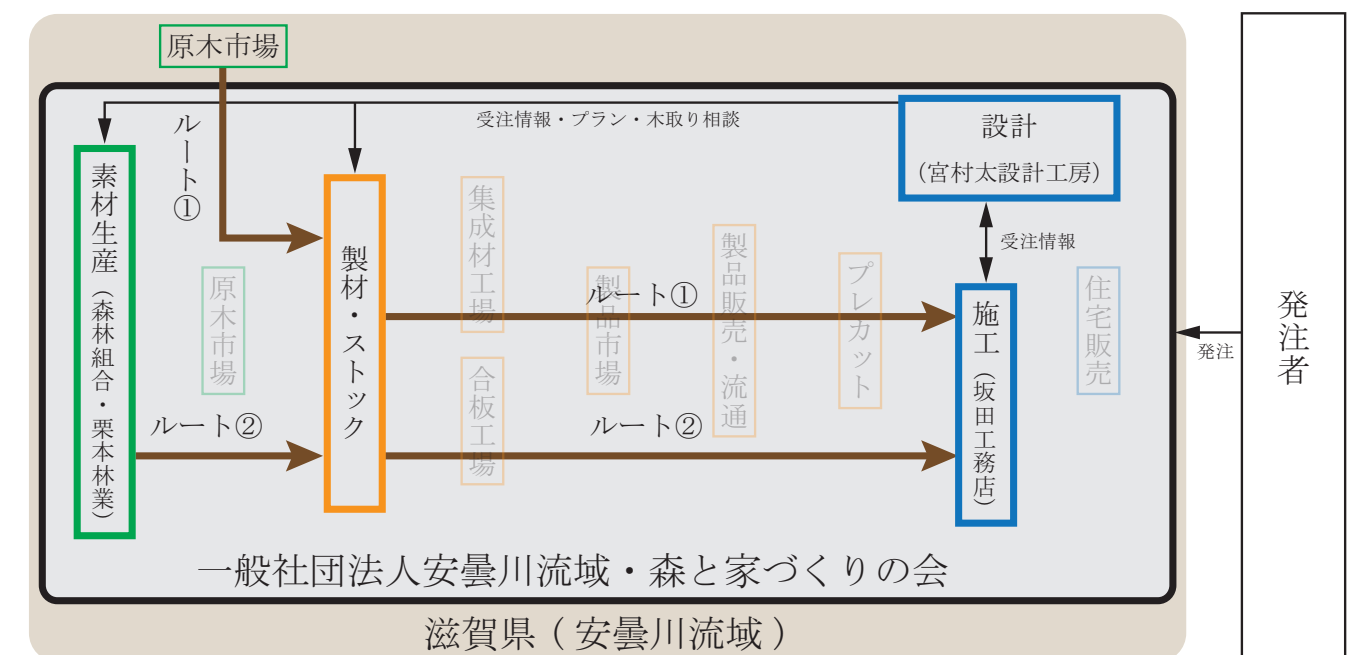 原木市場
ルート①
受注情報・プラン・木取り相談
設計
（宮村太設計工房）
素材生産（森林組合・栗本林業）
原木市場
ルート②
製材・ストック
集成材工場
合板工場
製品市場
ルート①
ルート②
製品販売・流通
プレカット
受注情報
施工（坂田工務店）
住宅販売
発注
発注者
一般社団法人安曇川流域・森と家づくりの会
滋賀県（安曇川流域）